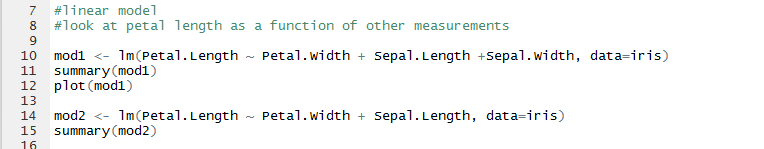 7 #linear model
8 #look at petal length as a function of other measurements
9
10 mod1 <- lm(Petal.Length ~ Petal.Width + Sepal.Length +Sepal.Width, data=iris)
11 summary(mod1)
12 plot(mod1)
13
14 mod2 <- lm(Petal.Length ~ Petal.Width + Sepal.Length, data=iris)
15 summary(mod2)
16